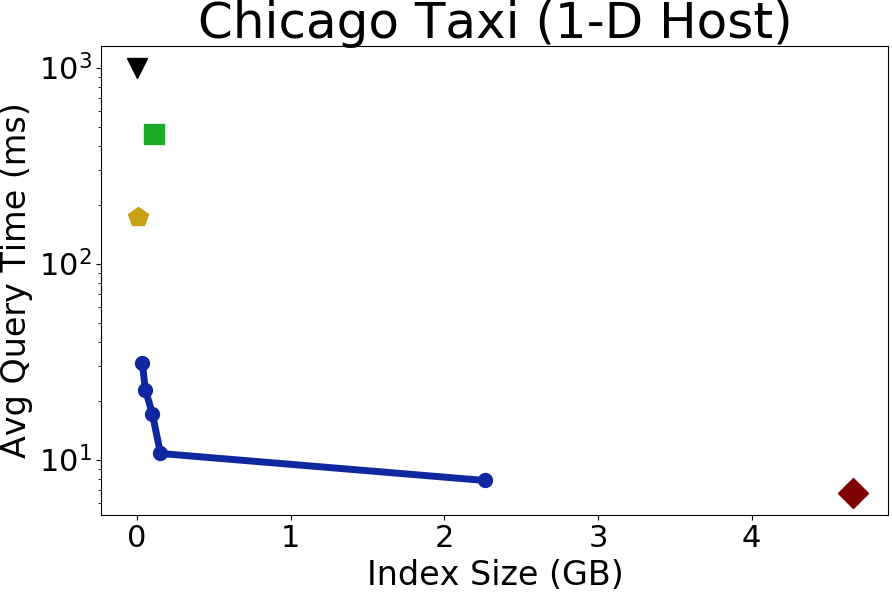 Chicago Taxi (1-D Host)
Avg Query Time (ms)
10³
10²
10¹
0 1 2 3 4
Index Size (GB)